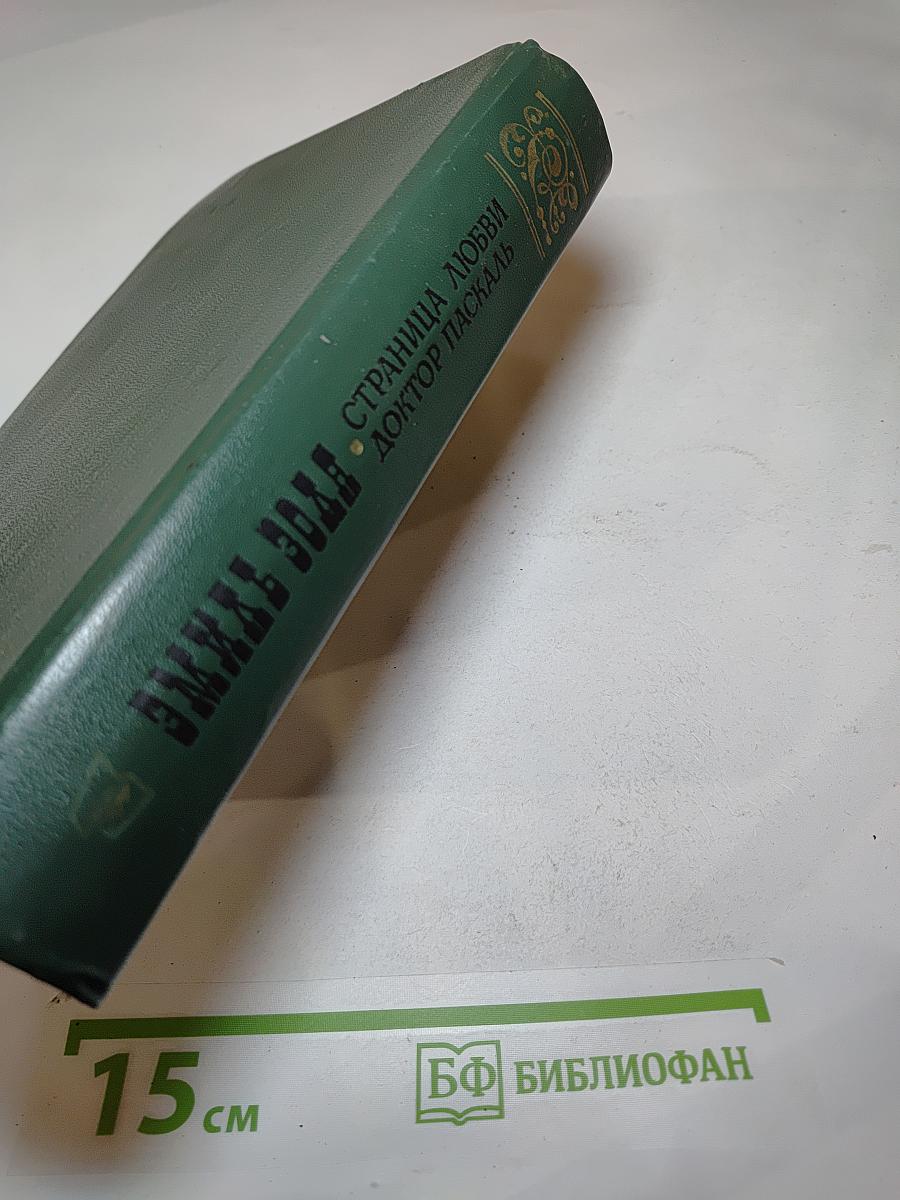 ЭМИЛЬ ЗОЛЯ • СТРАНИЦА ЛЮБВИ
ДОКТОР ПАСКАЛЬ
15 см
БФ БИБЛИОФАН